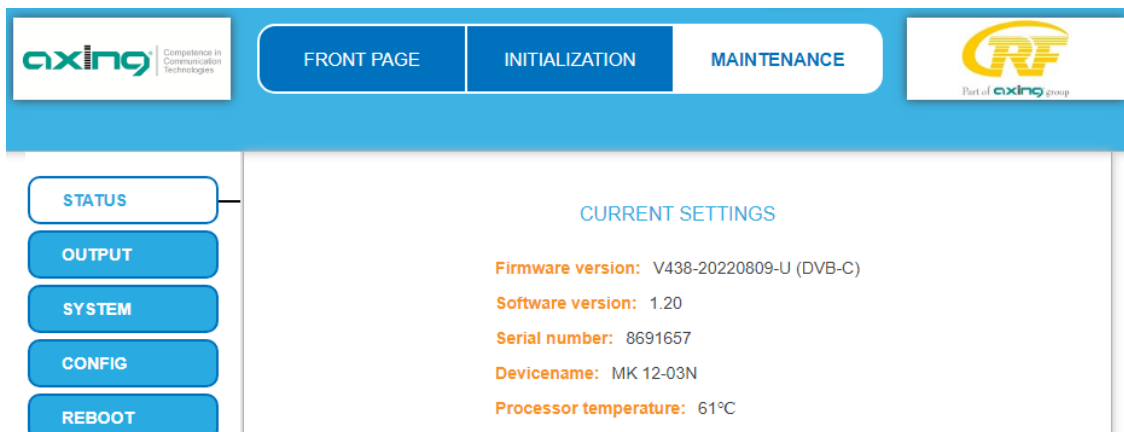 axing
Competence in
Communication
Technologies
FRONT PAGE
INITIALIZATION
MAINTENANCE
CRF
Part of axing group
STATUS
OUTPUT
SYSTEM
CONFIG
REBOOT
CURRENT SETTINGS
Firmware version: V438-20220809-U (DVB-C)
Software version: 1.20
Serial number: 8691657
Devicename: MK 12-03N
Processor temperature: 61°C